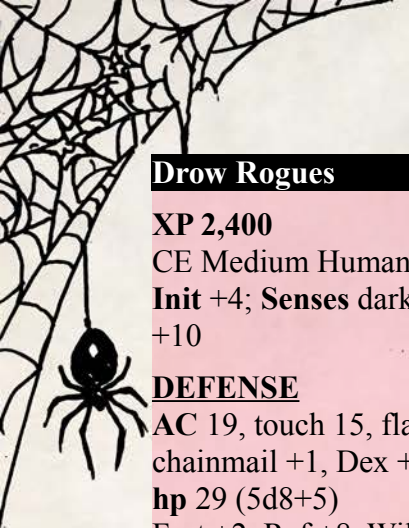 Drow Rogues
XP 2,400
CE Medium Human
Init +4; Senses dark
+10
DEFENSE
AC 19, touch 15, fla
chainmail +1, Dex +
hp 29 (5d8+5)